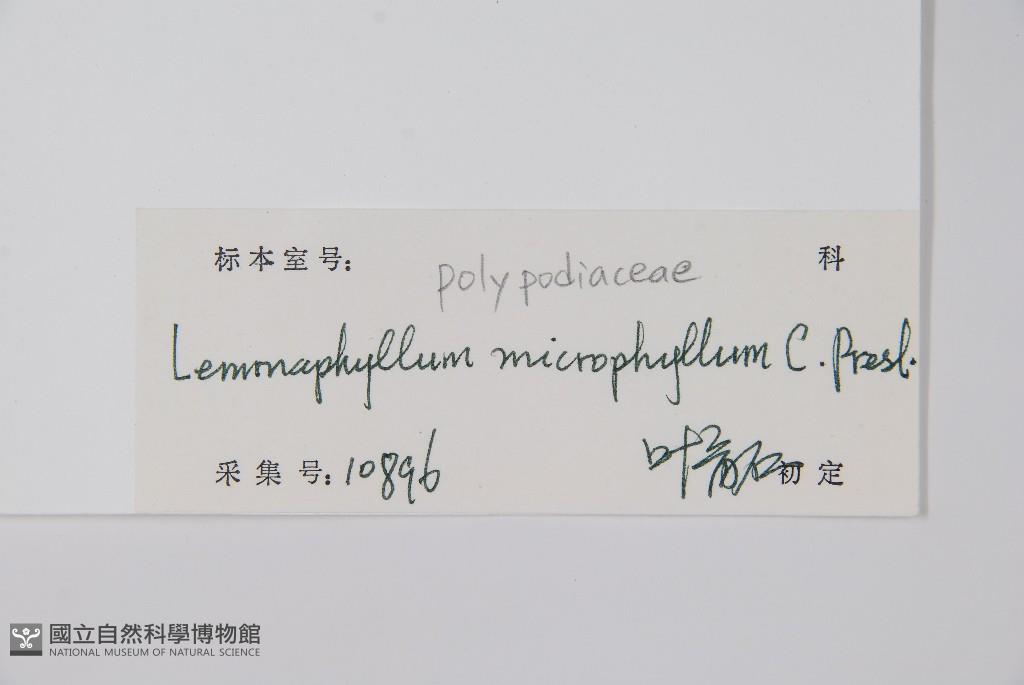 标本室号: polypodiaceae 科
Lemmaphyllum microphyllum C. Presl.
采集号: 10896 叶 初定
國立自然科學博物館
NATIONAL MUSEUM OF NATURAL SCIENCE